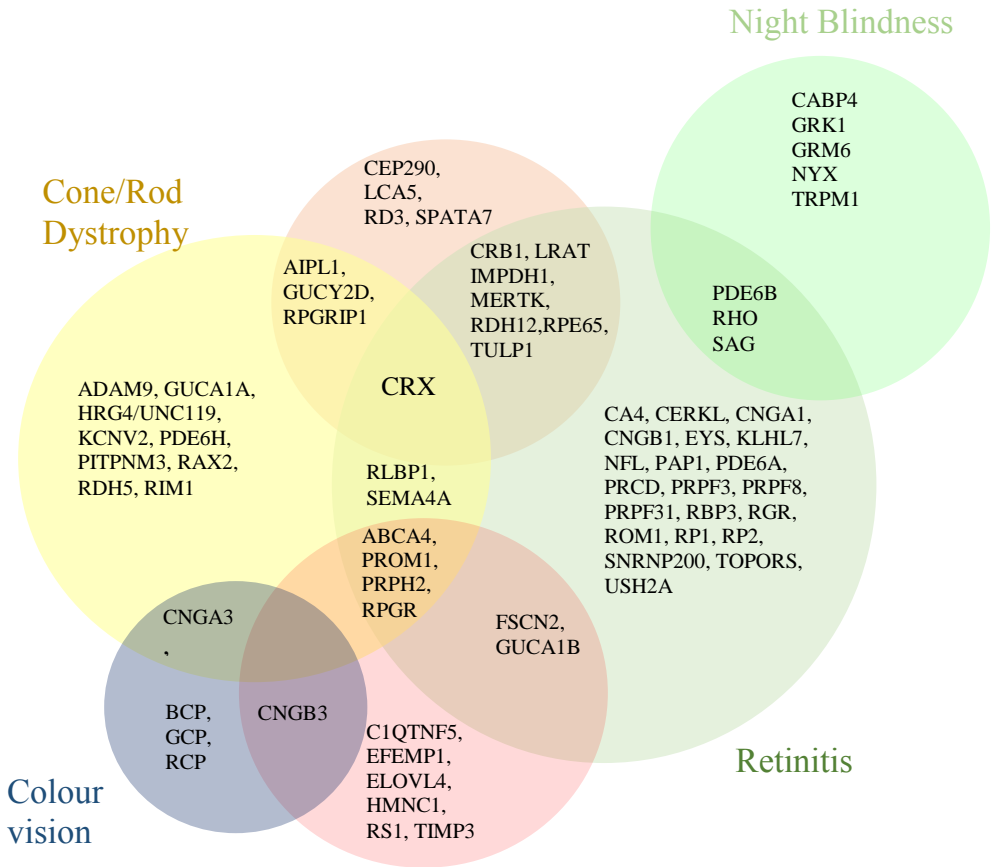 Night Blindness
CABP4
GRK1
GRM6
NYX
TRPM1
CEP290,
LCA5,
RD3, SPATA7
Cone/Rod
Dystrophy
AIPL1,
GUCY2D,
RPGRIP1
CRB1, LRAT
IMPDH1,
MERTK,
RDH12,RPE65,
TULP1
PDE6B
RHO
SAG
CRX
ADAM9, GUCA1A,
HRG4/UNC119,
KCNV2, PDE6H,
PITPNM3, RAX2,
RDH5, RIM1
CA4, CERKL, CNGA1,
CNGB1, EYS, KLHL7,
NFL, PAP1, PDE6A,
PRCD, PRPF3, PRPF8,
PRPF31, RBP3, RGR,
ROM1, RP1, RP2,
SNRNP200, TOPORS,
USH2A
RLBP1,
SEMA4A
ABCA4,
PROM1,
PRPH2,
RPGR
CNGA3
,
FSCN2,
GUCA1B
BCP,
GCP,
RCP
CNGB3
C1QTNF5,
EFEMP1,
ELOVL4,
HMNC1,
RS1, TIMP3
Retinitis
Colour
vision